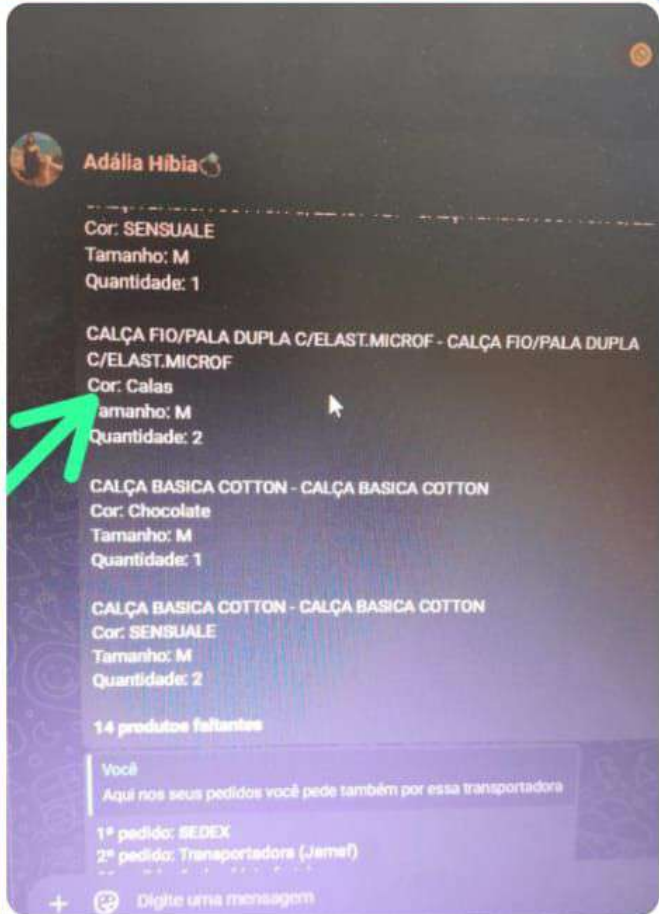 Adália Híbia
Cor: SENSUALE
Tamanho: M
Quantidade: 1
CALÇA FIO/PALA DUPLA C/ELAST.MICROF - CALÇA FIO/PALA DUPLA
C/ELAST.MICROF
Cor: Calas
amanho: M
Quantidade: 2
CALÇA BASICA COTTON - CALÇA BASICA COTTON
Cor: Chocolate
Tamanho: M
Quantidade: 1
CALÇA BASICA COTTON - CALÇA BASICA COTTON
Cor: SENSUALE
Tamanho: M
Quantidade: 2
14 produtos faltantes
Você
Aqui nos seus pedidos você pede também por essa transportadora
1º pedido: SEDEX
2º pedido: Transportadora (Jamef)
Digite uma mensagem